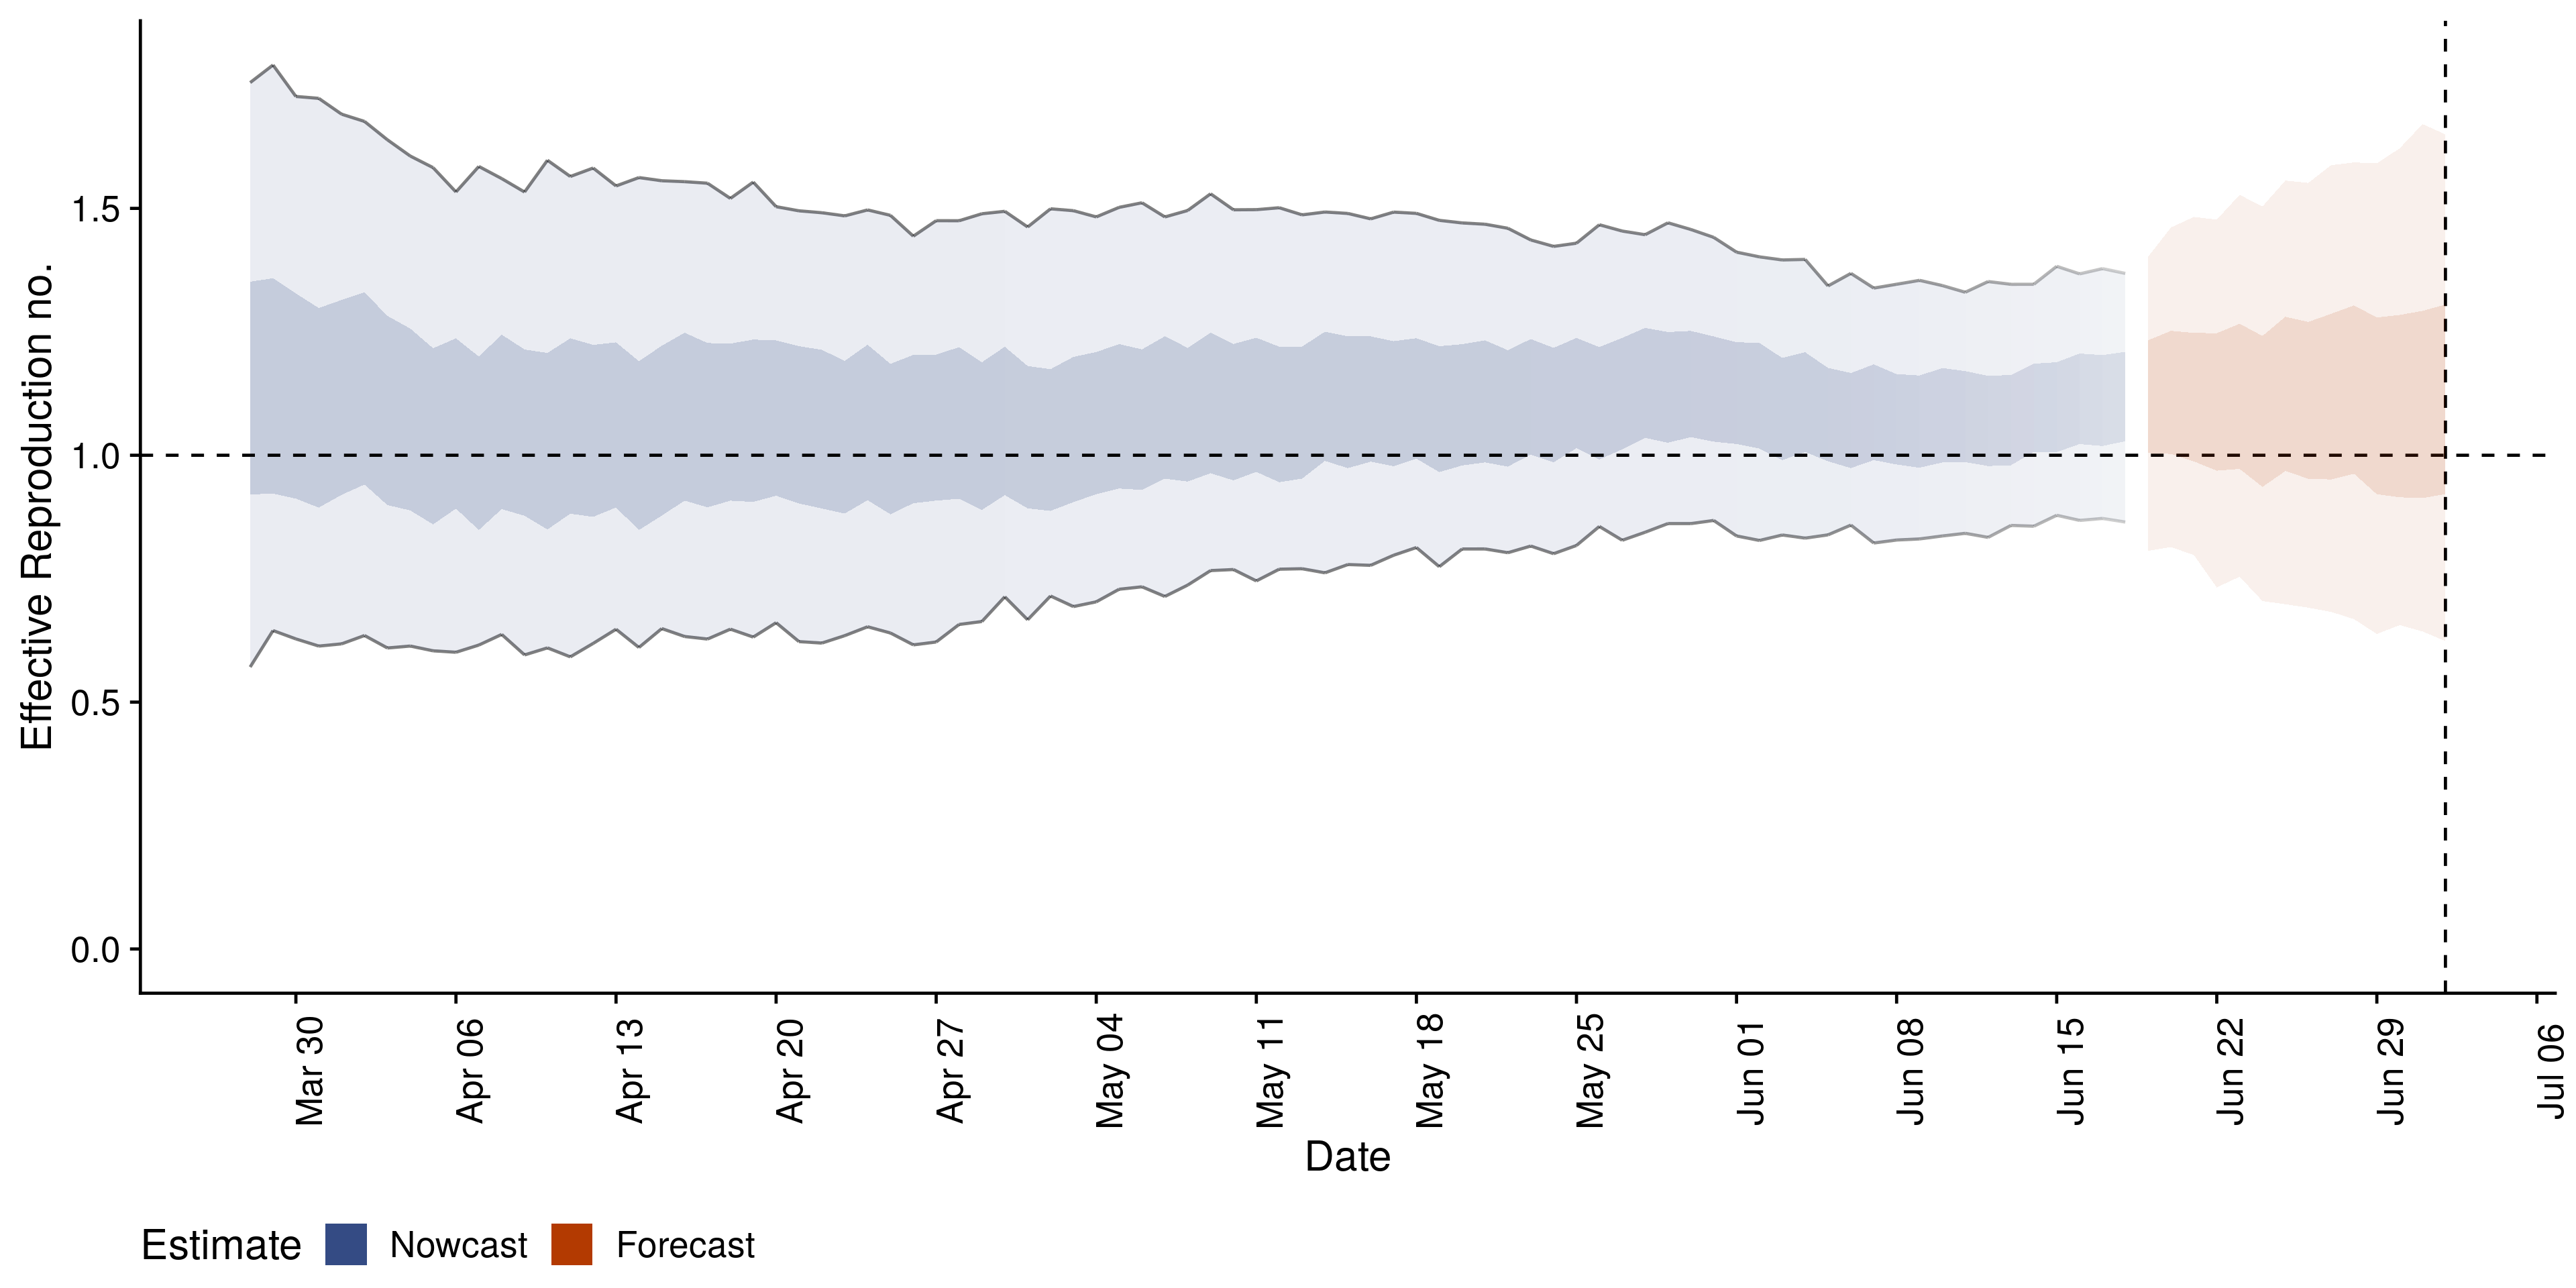 Effective Reproduction no.
1.5
1.0
0.5
0.0
Mar 30
Apr 06
Apr 13
Apr 20
Apr 27
May 04
May 11
May 18
May 25
Jun 01
Jun 08
Jun 15
Jun 22
Jun 29
Jul 06
Date
Estimate Nowcast Forecast